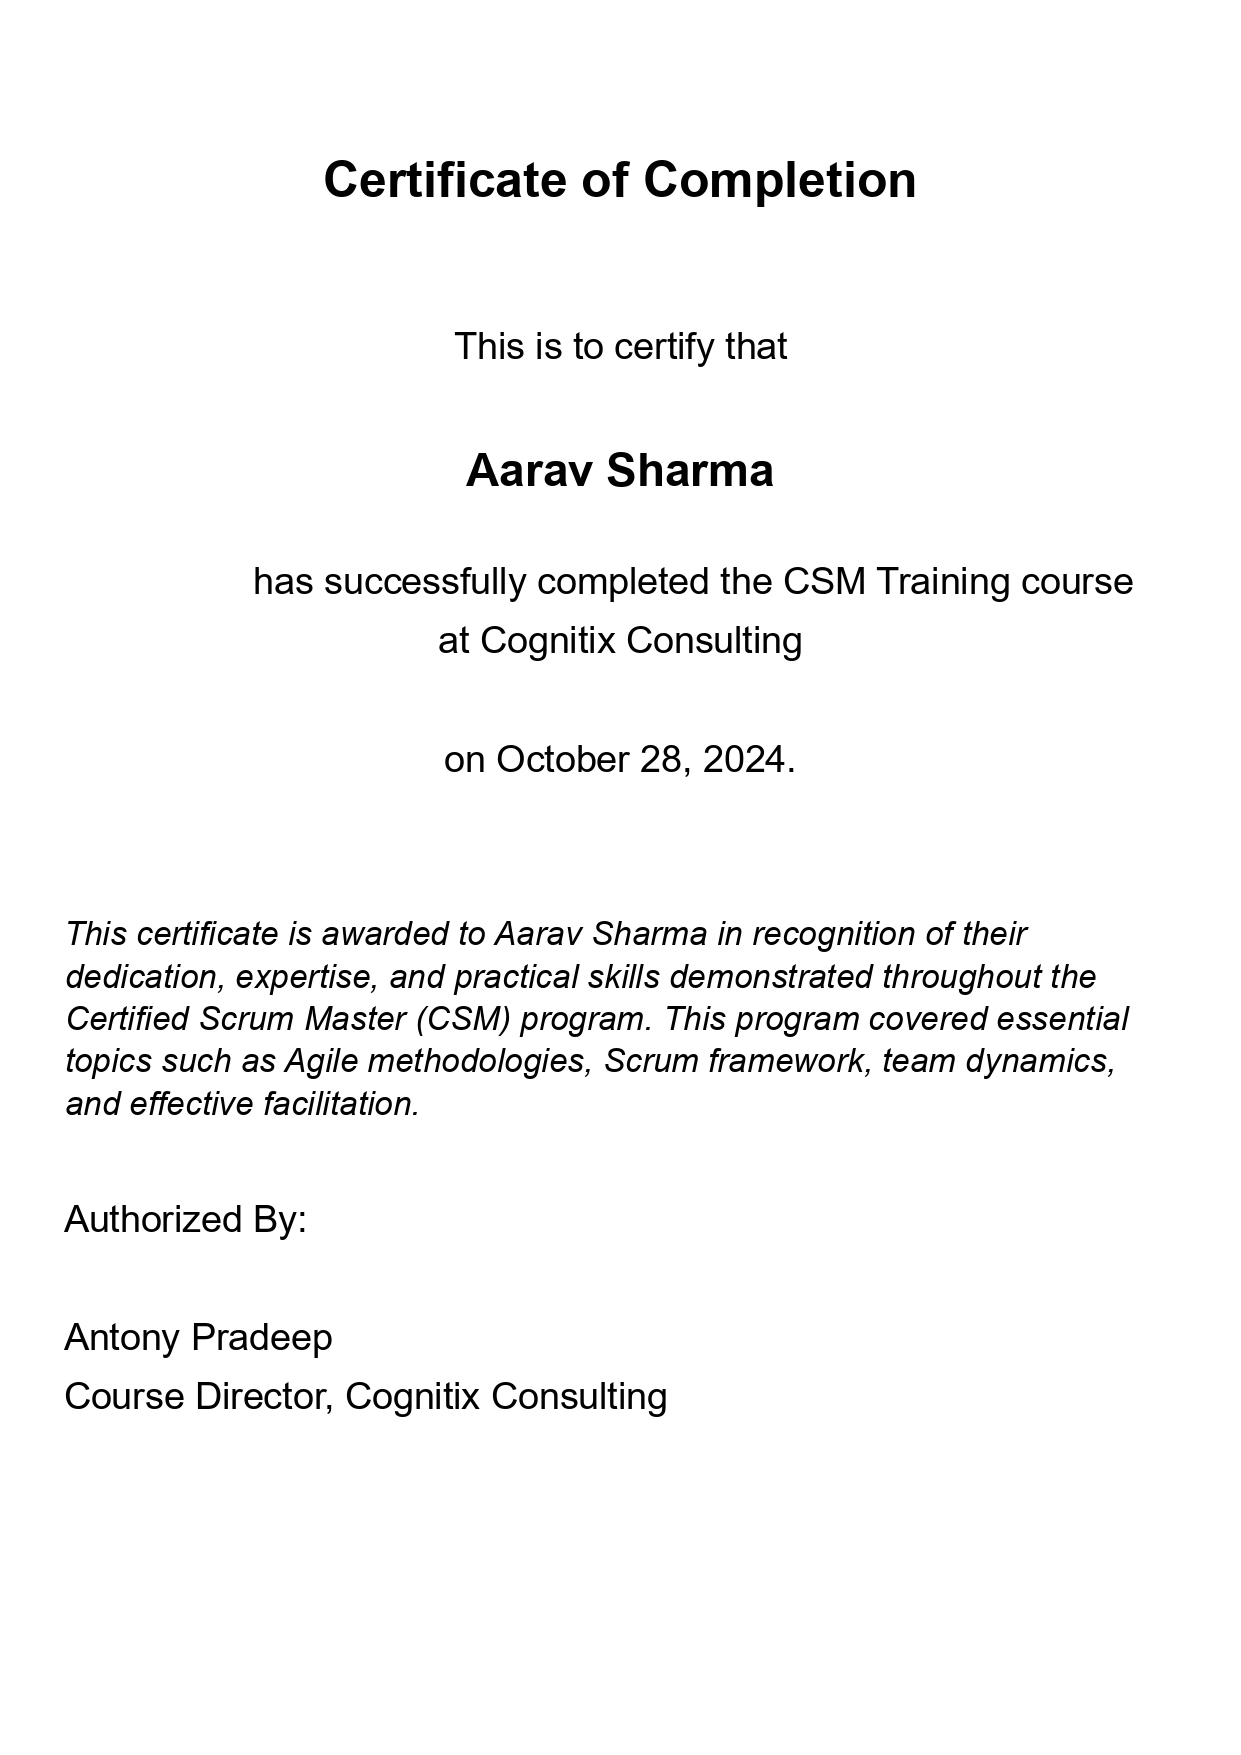 Certificate of Completion
This is to certify that
Aarav Sharma
has successfully completed the CSM Training course
at Cognitix Consulting
on October 28, 2024.
This certificate is awarded to Aarav Sharma in recognition of their
dedication, expertise, and practical skills demonstrated throughout the
Certified Scrum Master (CSM) program. This program covered essential
topics such as Agile methodologies, Scrum framework, team dynamics,
and effective facilitation.
Authorized By:
Antony Pradeep
Course Director, Cognitix Consulting